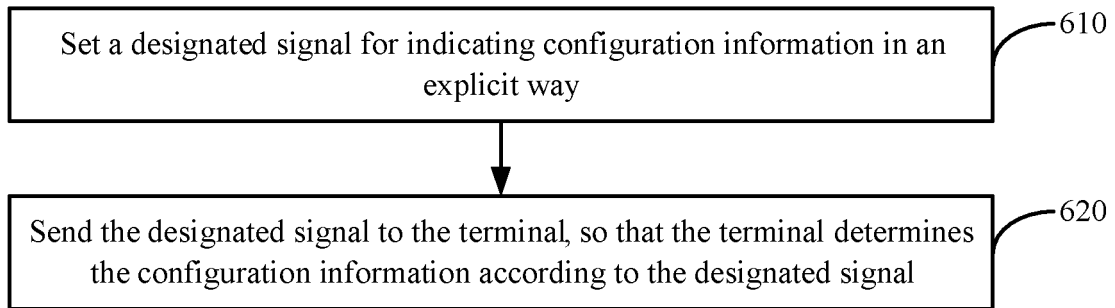 Set a designated signal for indicating configuration information in an
explicit way
610
Send the designated signal to the terminal, so that the terminal determines
the configuration information according to the designated signal
620